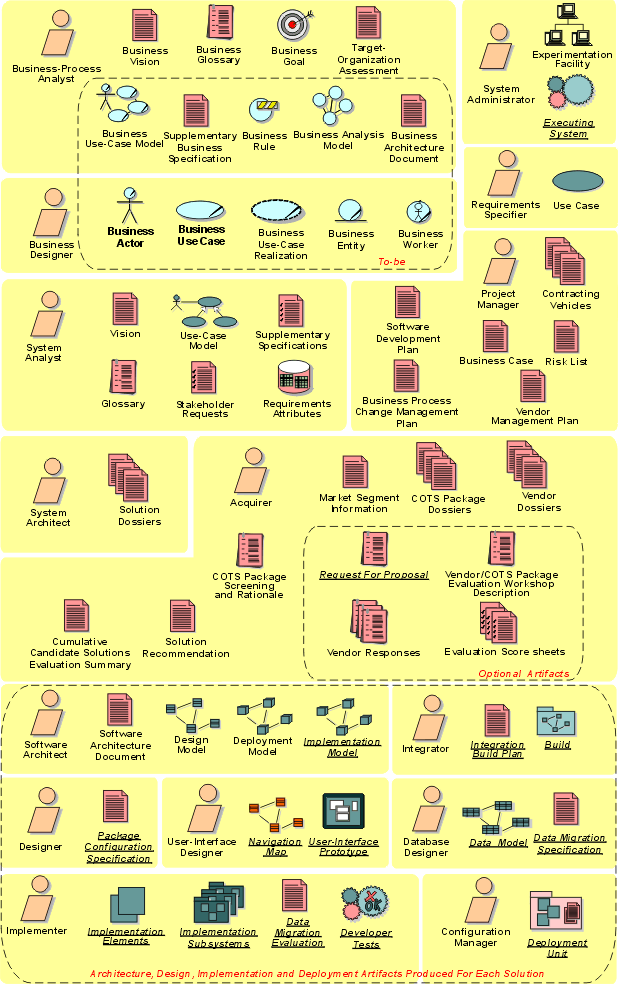 Business-Process
Analyst
Business
Vision
Business
Glossary
Business
Goal
Target-
Organization
Assessment
Business
Use-Case Model
Supplementary
Business
Specification
Business
Rule
Business Analysis
Model
Business
Architecture
Document
System
Administrator
Experimentation
Facility
Executing
System
Business
Designer
Business
Actor
Business
Use Case
Business
Use-Case
Realization
Business
Entity
Business
Worker
To-be
Requirements
Specifier
Use Case
System
Analyst
Vision
Use-Case
Model
Supplementary
Specifications
Glossary
Stakeholder
Requests
Requirements
Attributes
Project
Manager
Contracting
Vehicles
Software
Development
Plan
Business Case
Risk List
Business Process
Change Management
Plan
Vendor
Management Plan
System
Architect
Solution
Dossiers
Acquirer
Market Segment
Information
COTS Package
Dossiers
Vendor
Dossiers
COTS Package
Screening
and Rationale
Request For Proposal
Vendor/COTS Package
Evaluation Workshop
Description
Cumulative
Candidate Solutions
Evaluation Summary
Solution
Recommendation
Vendor Responses
Evaluation Score sheets
Optional Artifacts
Software
Architect
Software
Architecture
Document
Design
Model
Deployment
Model
Implementation
Model
Integrator
Integration
Build Plan
Build
Designer
Package
Configuration
Specification
User-Interface
Designer
Navigation
Map
User-Interface
Prototype
Database
Designer
Data Model
Data Migration
Specification
Implementer
Implementation
Elements
Implementation
Subsystems
Data
Migration
Evaluation
OK
Developer
Tests
Configuration
Manager
Deployment
Unit
Architecture, Design, Implementation and Deployment Artifacts Produced For Each Solution